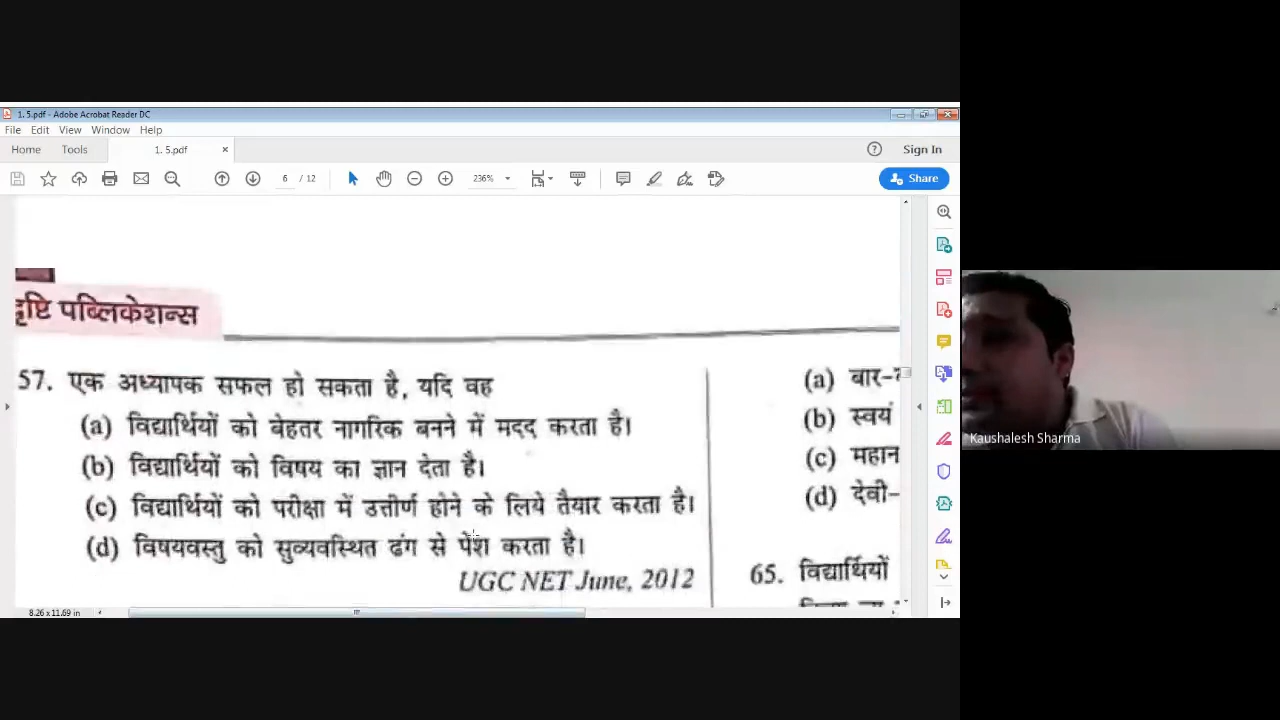 1. 5.pdf - Adobe Acrobat Reader DC
File Edit View Window Help
Home Tools 1. 5.pdf × Sign In
6 / 12 236% Share
दृष्टि पब्लिकेशन्स
57. एक अध्यापक सफल हो सकता है, यदि वह
(a) विद्यार्थियों को बेहतर नागरिक बनने में मदद करता है।
(b) विद्यार्थियों को विषय का ज्ञान देता है।
(c) विद्यार्थियों को परीक्षा में उत्तीर्ण होने के लिये तैयार करता है।
(d) विषयवस्तु को सुव्यवस्थित ढंग से पेश करता है।
UGC NET June, 2012
(a) बार-
(b) स्वयं
(c) महान
(d) देवी-
65. विद्यार्थियों
8.26 x 11.69 in
Kaushalesh Sharma